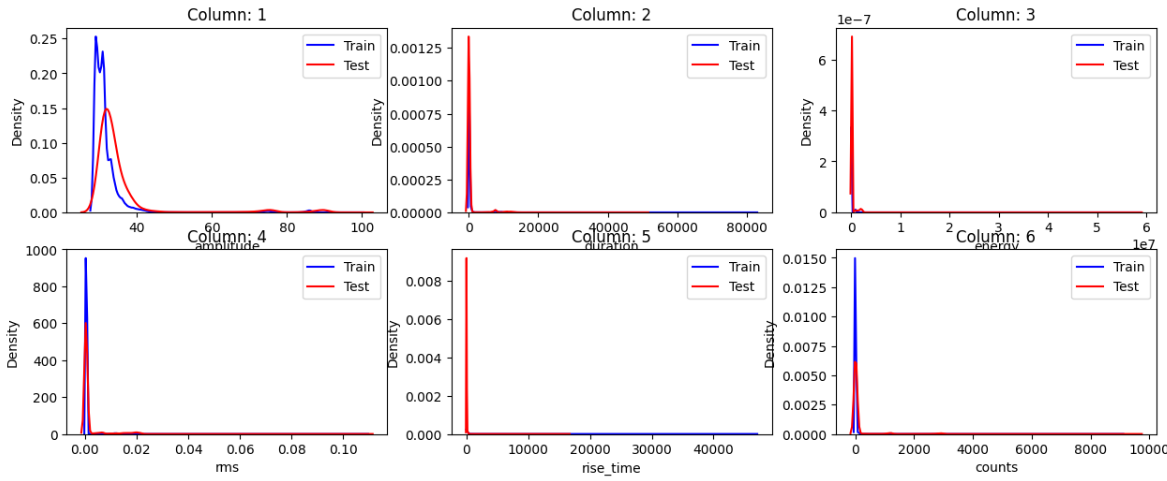 Column: 1
Density
0.25
0.20
0.15
0.10
0.05
0.00
40
60
80
100
amplitude
Train
Test
Column: 2
Density
0.00125
0.00100
0.00075
0.00050
0.00025
0.00000
0
20000
40000
60000
80000
duration
Train
Test
Column: 3
1e−7
Density
6
4
2
0
0
1
2
3
4
5
6
1e7
energy
Train
Test
Column: 4
Density
1000
800
600
400
200
0
0.00
0.02
0.04
0.06
0.08
0.10
rms
Train
Test
Column: 5
Density
0.008
0.006
0.004
0.002
0.000
0
10000
20000
30000
40000
rise_time
Train
Test
Column: 6
Density
0.0150
0.0125
0.0100
0.0075
0.0050
0.0025
0.0000
0
2000
4000
6000
8000
10000
counts
Train
Test